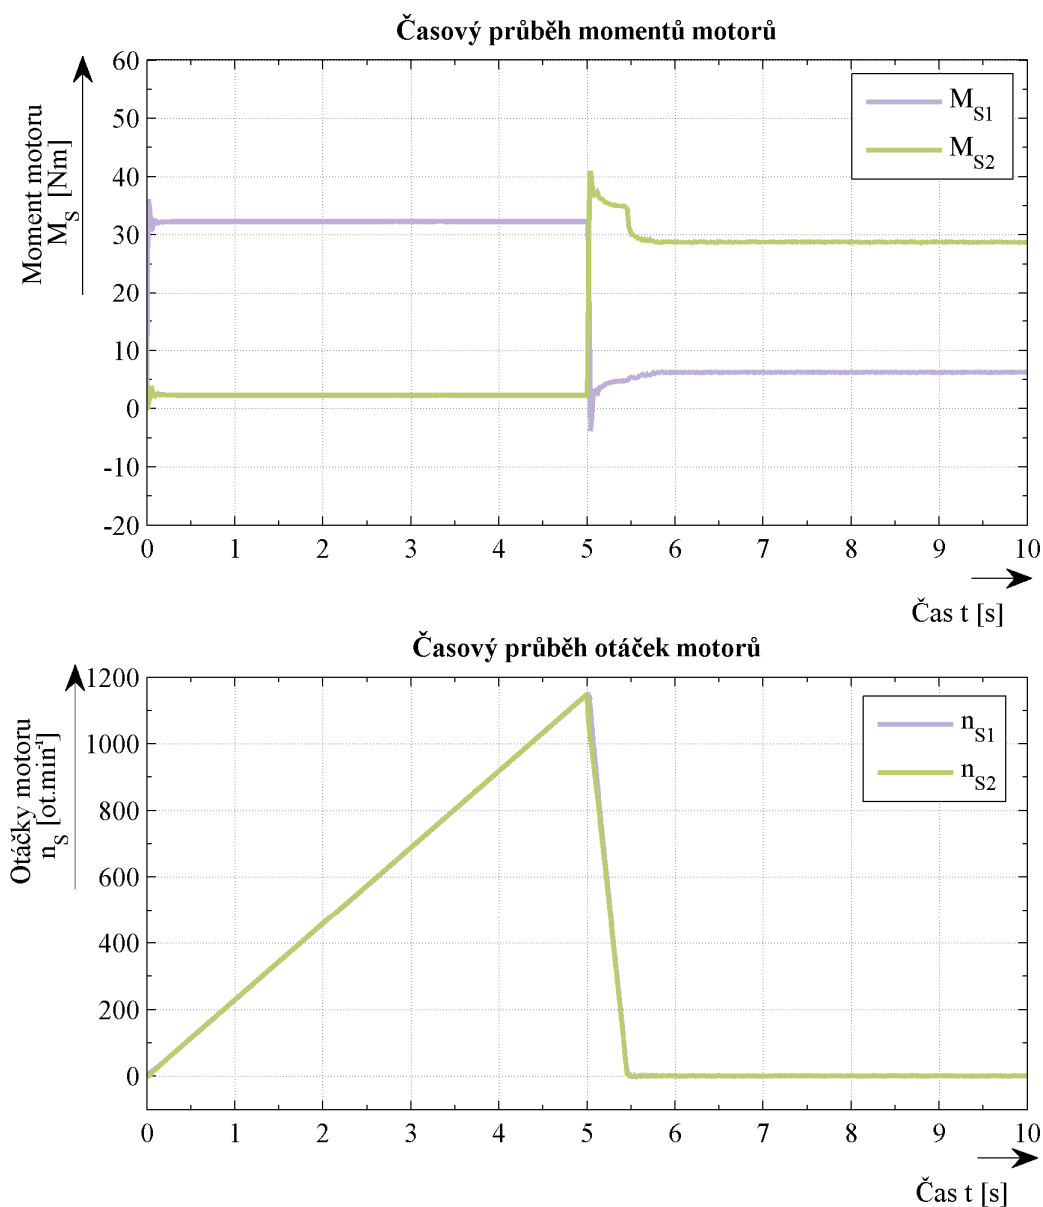 Časový průběh momentů motorů
Moment motoru
M_S [Nm]
60
50
40
30
20
10
0
-10
-20
M_S1
M_S2
0 1 2 3 4 5 6 7 8 9 10
Čas t [s]
Časový průběh otáček motorů
Otáčky motoru
n_S [ot.min⁻¹]
1200
1000
800
600
400
200
0
n_S1
n_S2
0 1 2 3 4 5 6 7 8 9 10
Čas t [s]